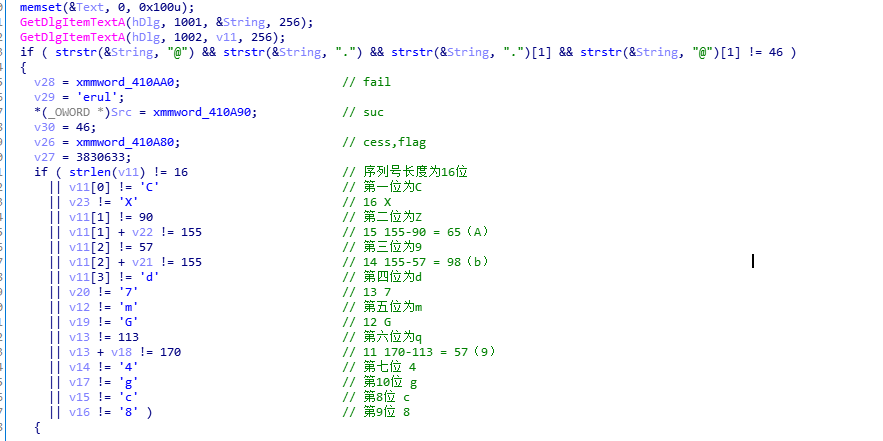 memset(&Text, 0, 0x100u);
GetDlgItemTextA(hDlg, 1001, &String, 256);
GetDlgItemTextA(hDlg, 1002, v11, 256);
if ( strstr(&String, "@") && strstr(&String, ".") && strstr(&String, ".")[1] && strstr(&String, "@")[1] != 46 )
{
v28 = xmmword_410AA0; // fail
v29 = 'erul';
*(_OWORD *)Src = xmmword_410A90; // suc
v30 = 46;
v26 = xmmword_410A80; // cess,flag
v27 = 3830633;
if ( strlen(v11) != 16 // 序列号长度为16位
|| v11[0] != 'C' // 第一位为C
|| v23 != 'X' // 16 X
|| v11[1] != 90 // 第二位为Z
|| v11[1] + v22 != 155 // 15 155-90 = 65（A）
|| v11[2] != 57 // 第三位为9
|| v11[2] + v21 != 155 // 14 155-57 = 98（b）
|| v11[3] != 'd' // 第四位为d
|| v20 != '7' // 13 7
|| v12 != 'm' // 第五位为m
|| v19 != 'G' // 12 G
|| v13 != 113 // 第六位为q
|| v13 + v18 != 170 // 11 170-113 = 57（9）
|| v14 != '4' // 第七位 4
|| v17 != 'g' // 第10位 g
|| v15 != 'c' // 第8位 c
|| v16 != '8' ) // 第9位 8
{